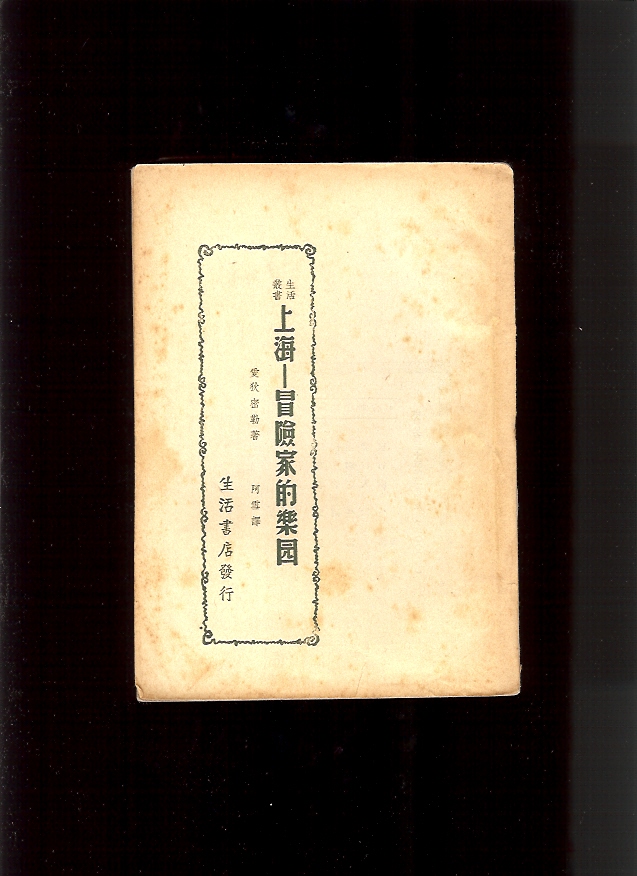 生活
叢書
上海—冒險家的樂园
愛狄密勒著 阿雪譯
生活書店發行